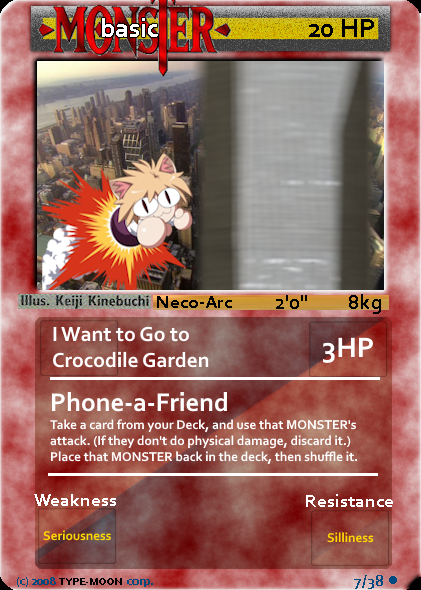 MONSTER
basic 20 HP
Illus. Keiji Kinebuchi Neco-Arc 2'0" 8kg
I Want to Go to
Crocodile Garden
3HP
Phone-a-Friend
Take a card from your Deck, and use that MONSTER's
attack. (If they don't do physical damage, discard it.)
Place that MONSTER back in the deck, then shuffle it.
Weakness Resistance
Seriousness Silliness
(c) 2008 TYPE-MOON corp. 7/38